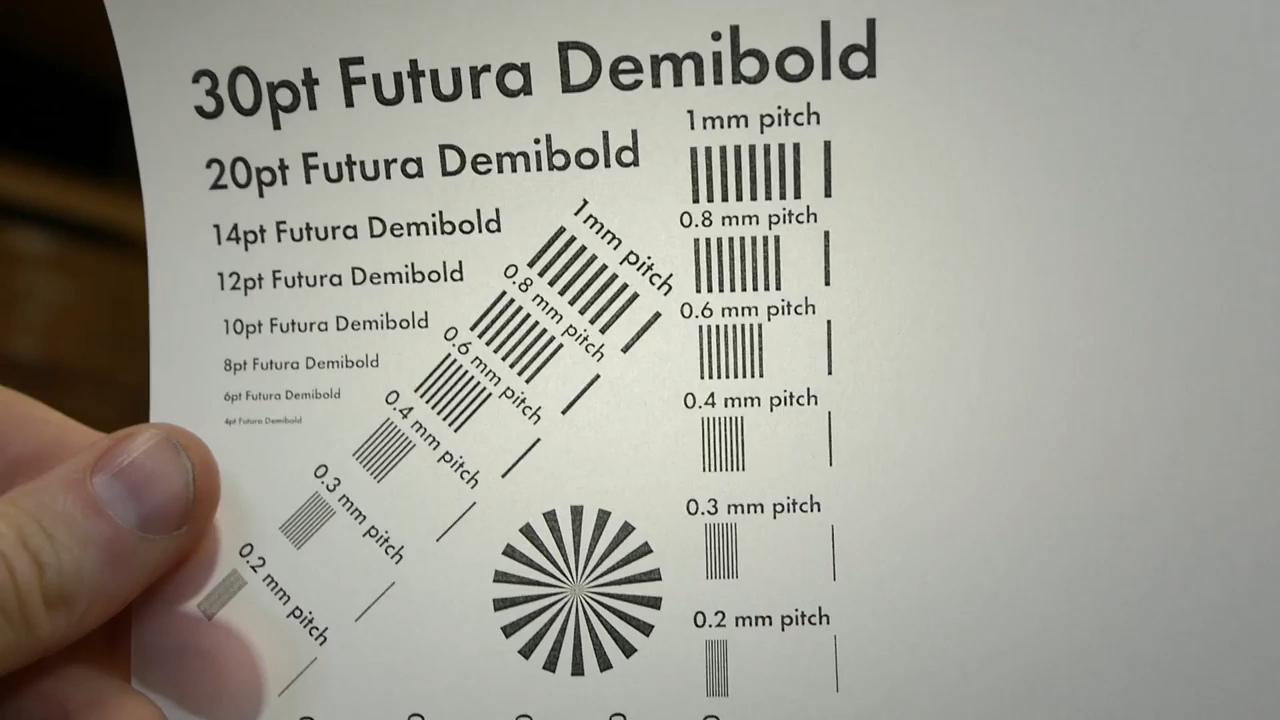 30pt Futura Demibold
20pt Futura Demibold
14pt Futura Demibold
12pt Futura Demibold
10pt Futura Demibold
8pt Futura Demibold
6pt Futura Demibold
4pt Futura Demibold
1mm pitch
0.8 mm pitch
0.6 mm pitch
0.4 mm pitch
0.3 mm pitch
0.2 mm pitch
1mm pitch
0.8 mm pitch
0.6 mm pitch
0.4 mm pitch
0.3 mm pitch
0.2 mm pitch